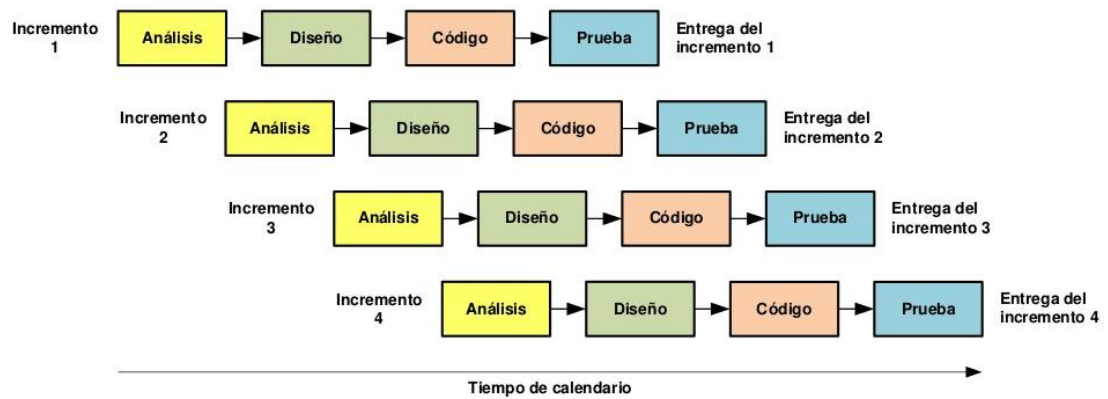 Incremento
1
Análisis
Diseño
Código
Prueba
Entrega del
incremento 1
Incremento
2
Análisis
Diseño
Código
Prueba
Entrega del
incremento 2
Incremento
3
Análisis
Diseño
Código
Prueba
Entrega del
incremento 3
Incremento
4
Análisis
Diseño
Código
Prueba
Entrega del
incremento 4
Tiempo de calendario